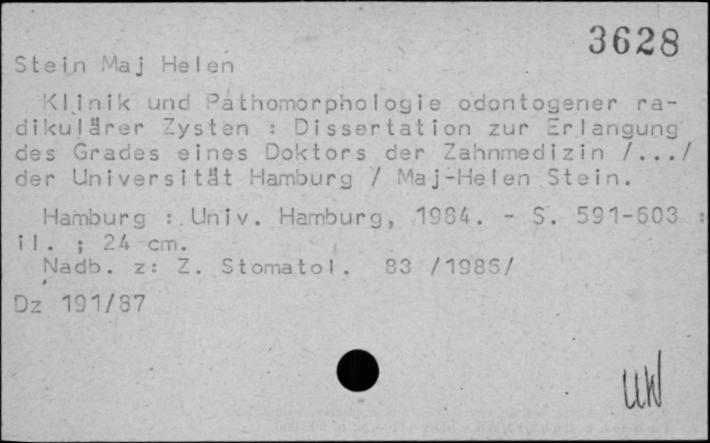 3628
Stein Maj Helen
Klinik und Pathomorphologie odontogener ra-
dikulärer Zysten : Dissertation zur Erlangung
des Grades eines Doktors der Zahnmedizin /.../
der Universität Hamburg / Maj-Helen Stein.
Hamburg : Univ. Hamburg, 1984. - S. 591-603 :
il. ; 24 cm.
Nadb. z: Z. Stomatol. 83 /1986/
Dz 191/87